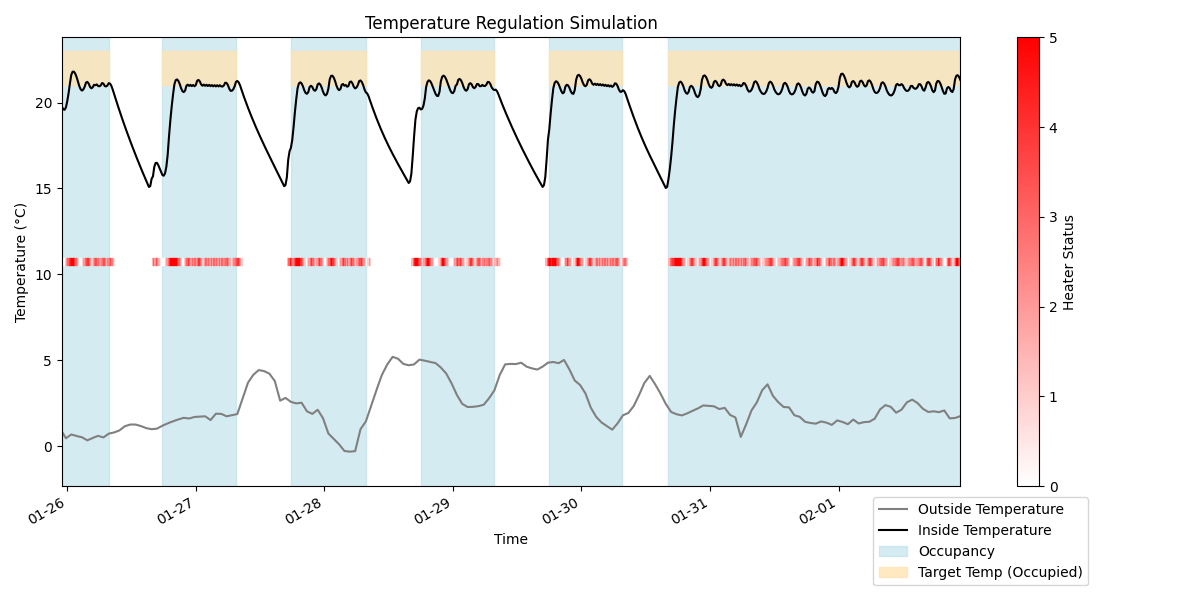 Temperature Regulation Simulation
Temperature (°C)
20
15
10
5
0
01-26
01-27
01-28
01-29
01-30
01-31
02-01
Time
5
4
3
2
1
0
Heater Status
Outside Temperature
Inside Temperature
Occupancy
Target Temp (Occupied)